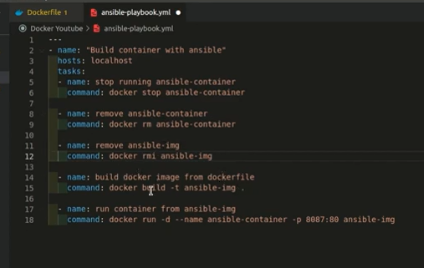 Dockerfile 1 ansible-playbook.yml ●
Docker Youtube > ansible-playbook.yml
1 ---
2 - name: "Build container with ansible"
3 hosts: localhost
4 tasks:
5 - name: stop running ansible-container
6 command: docker stop ansible-container
7
8 - name: remove ansible-container
9 command: docker rm ansible-container
10
11 - name: remove ansible-img
12 command: docker rmi ansible-img
13
14 - name: build docker image from dockerfile
15 command: docker build -t ansible-img .
16
17 - name: run container from ansible-img
18 command: docker run -d --name ansible-container -p 8087:80 ansible-img